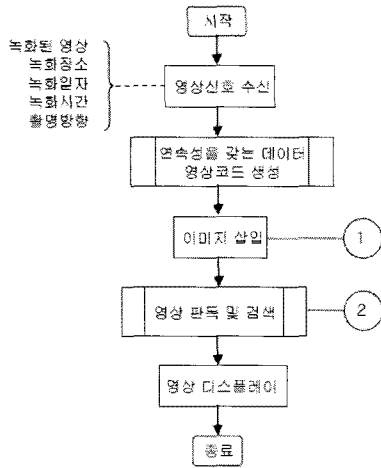 시작
녹화된 영상
녹화장소
녹화일자
녹화시간
촬영방향
영상신호 수신
연속성을 갖는 데이터
영상코드 생성
이미지 삽입
1
영상 판독 및 검색
2
영상 디스플레이
종료